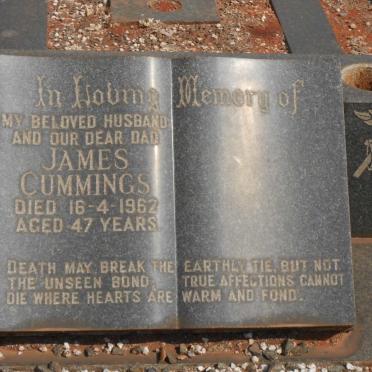 In Loving Memory of
MY BELOVED HUSBAND
AND OUR DEAR DAD
JAMES
CUMMINGS
DIED 16-4-1962
AGED 47 YEARS.
DEATH MAY BREAK THE EARTHLY TIE, BUT NOT
THE UNSEEN BOND, TRUE AFFECTIONS CANNOT
DIE WHERE HEARTS ARE WARM AND FOND.